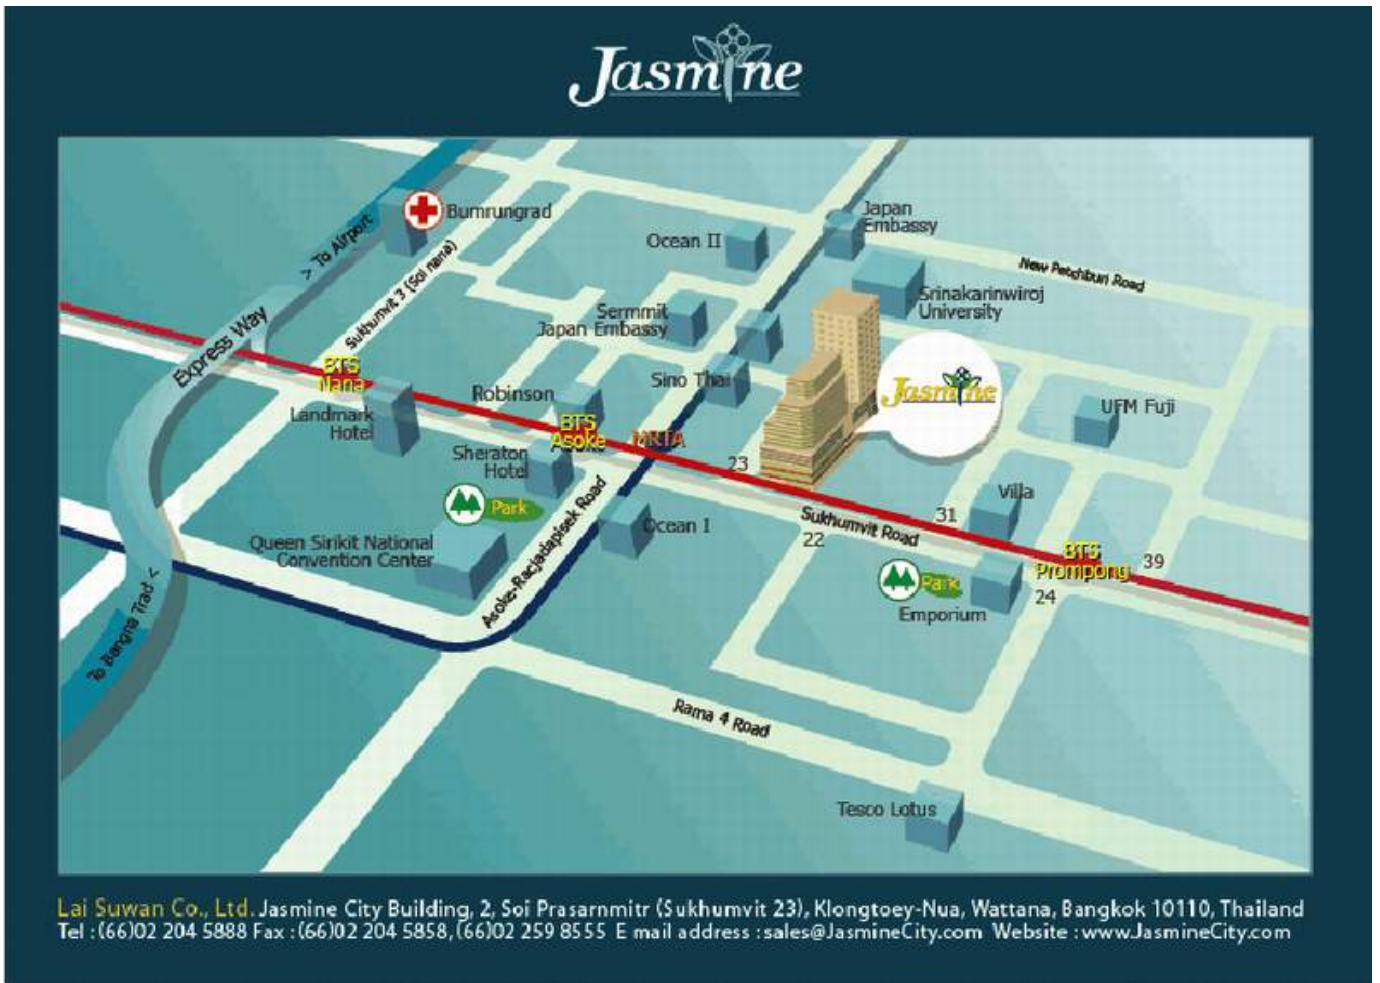 Jasmine
Bumrungrad
Japan
Embassy
Ocean II
> To Airport
Sukhumvit 3 (Soi nana)
New Petchburi Road
Srinakarinwiroj
University
Sermmit
Japan Embassy
Express Way
BTS
Nana
Sino Thai
Jasmine
Robinson
Landmark
Hotel
UFM Fuji
BTS
Asoke
MRTA
Sheraton
Hotel
23
Park
Villa
Asoke-Racjadapisek Road
Ocean I
Sukhumvit Road
31
22
Queen Sirikit National
Convention Center
BTS
Prompong
39
Park
24
Emporium
To Bangna Trad <
Rama 4 Road
Tesco Lotus
Lai Suwan Co., Ltd. Jasmine City Building, 2, Soi Prasarnmitr (Sukhumvit 23), Klongtoey-Nua, Wattana, Bangkok 10110, Thailand
Tel : (66)02 204 5888 Fax : (66)02 204 5858, (66)02 259 8555 E mail address : sales@JasmineCity.com Website : www.JasmineCity.com